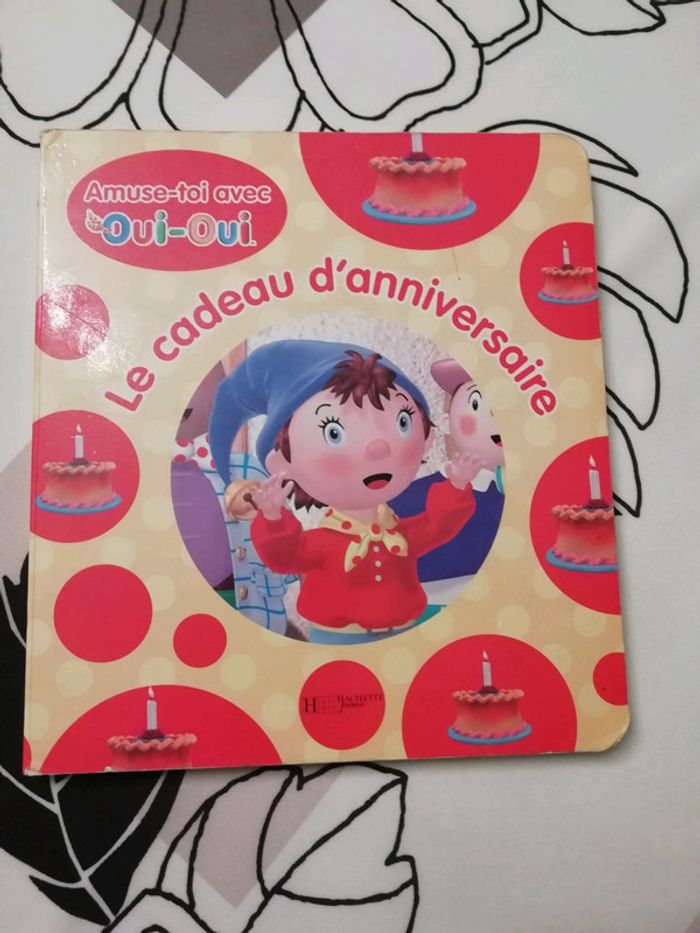 Amuse-toi avec
Oui-Oui
Le cadeau d'anniversaire
H HACHETTE
Jeunesse